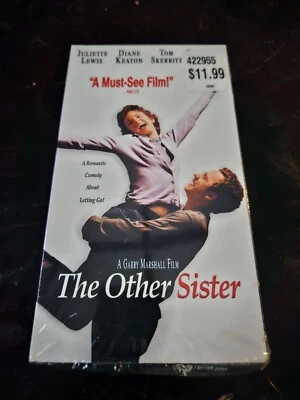 JULIETTE DIANE TOM
LEWIS KEATON SKERRITT
422955
$11.99
"A Must-See Film!"
A Romantic
Comedy
About
Letting Go!
A GARRY MARSHALL FILM
The Other Sister